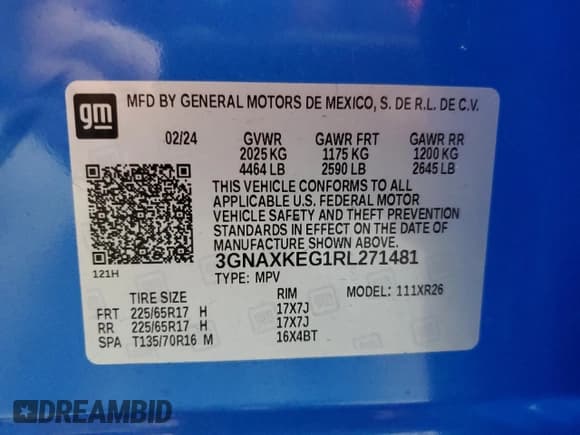 gm
MFD BY GENERAL MOTORS DE MEXICO, S. DE R.L. DE C.V.
02/24 GVWR GAWR FRT GAWR RR
2025 KG 1175 KG 1200 KG
4464 LB 2590 LB 2645 LB
THIS VEHICLE CONFORMS TO ALL
APPLICABLE U.S. FEDERAL MOTOR
VEHICLE SAFETY AND THEFT PREVENTION
STANDARDS IN EFFECT ON THE DATE OF
MANUFACTURE SHOWN ABOVE.
3GNAXKEG1RL271481
121H
TYPE: MPV
TIRE SIZE RIM MODEL: 111XR26
FRT 225/65R17 H 17X7J
RR 225/65R17 H 17X7J
SPA T135/70R16 M 16X4BT
DREAMBID